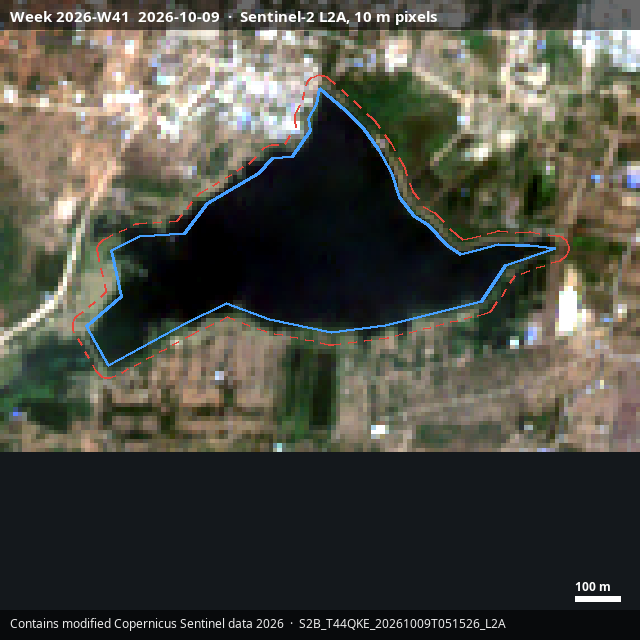 Week 2026-W41  2026-10-09  ·  Sentinel-2 L2A, 10 m pixels
100 m
Contains modified Copernicus Sentinel data 2026  ·  S2B_T44QKE_20261009T051526_L2A